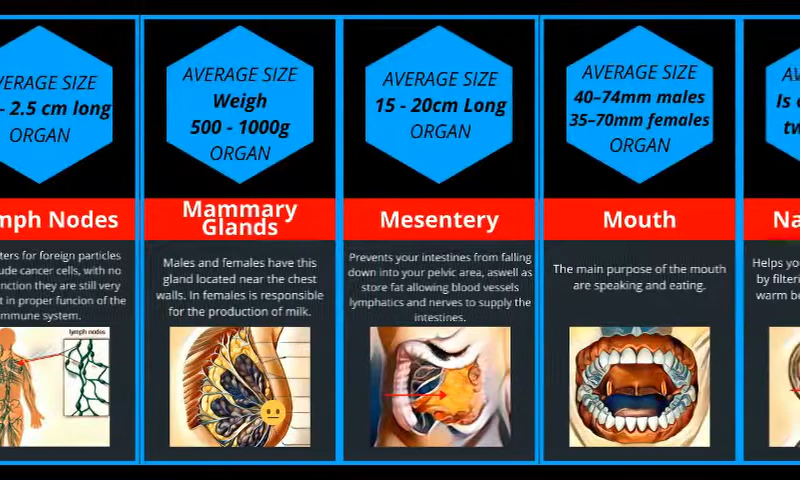 VERAGE SIZE
- 2.5 cm long
ORGAN
mph Nodes
ters for foreign particles
ude cancer cells, with no
nction they are still very
t in proper funcion of the
mmune system.
lymph nodes
AVERAGE SIZE
Weigh
500 - 1000g
ORGAN
Mammary
Glands
Males and females have this
gland located near the chest
walls. In females is responsible
for the production of milk.
AVERAGE SIZE
15 - 20cm Long
ORGAN
Mesentery
Prevents your intestines from falling
down into your pelvic area, aswell as
store fat allowing blood vessels
lymphatics and nerves to supply the
intestines.
AVERAGE SIZE
40–74mm males
35–70mm females
ORGAN
Mouth
The main purpose of the mouth
are speaking and eating.
Is
tw
Na
Helps you
by filteri
warm be